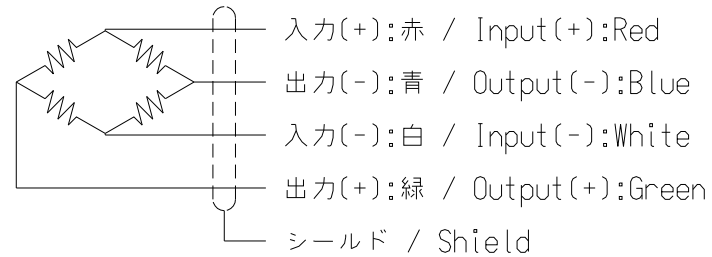 入力(+):赤 / Input(+):Red
出力(-):青 / Output(-):Blue
入力(-):白 / Input(-):White
出力(+):緑 / Output(+):Green
シールド / Shield